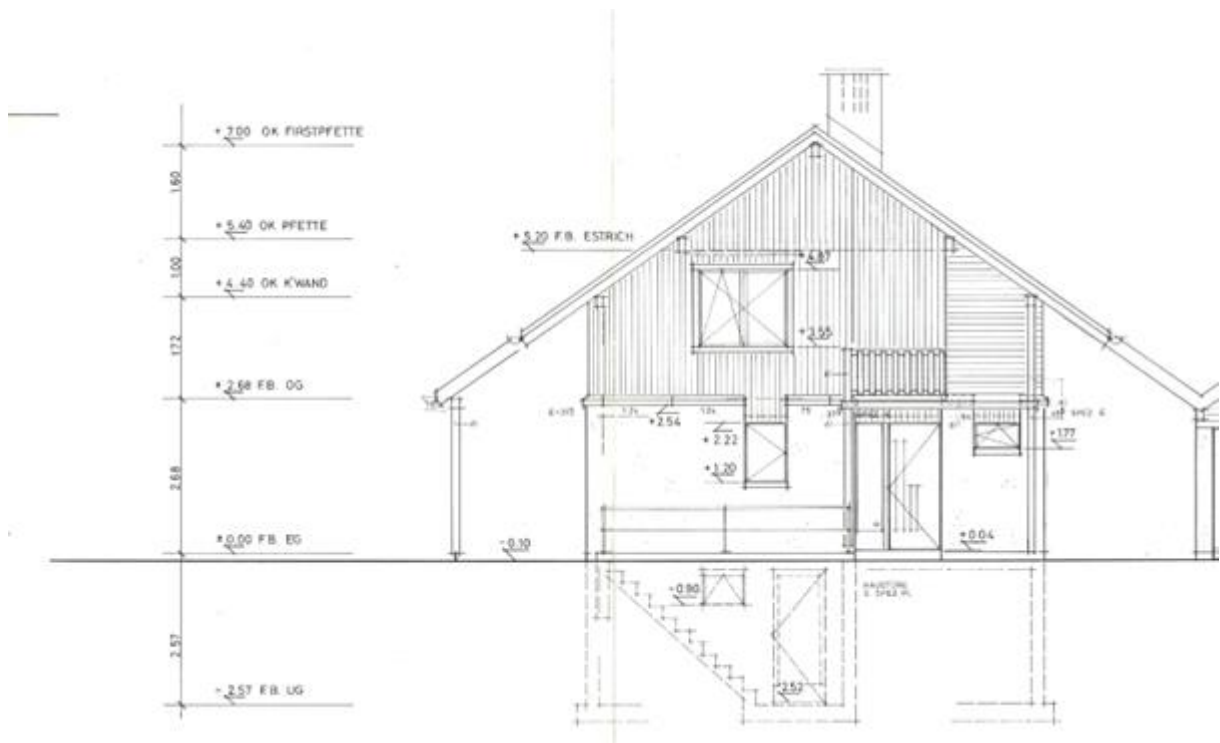 + 7.00 OK FIRSTPFETTE
1.60
+ 5.40 OK PFETTE
+ 5.20 F.B. ESTRICH
1.00
+ 4.87
+ 4.40 OK K'WAND
+ 3.55
1.72
+ 2.68 F.B. OG
+ 2.54
+ 2.22
+ 1.77
+ 1.20
2.68
± 0.00 F.B. EG
- 0.10
+ 0.04
- 0.90
HAUSTÜRE
2.57
- 2.57 F.B. UG
- 2.52